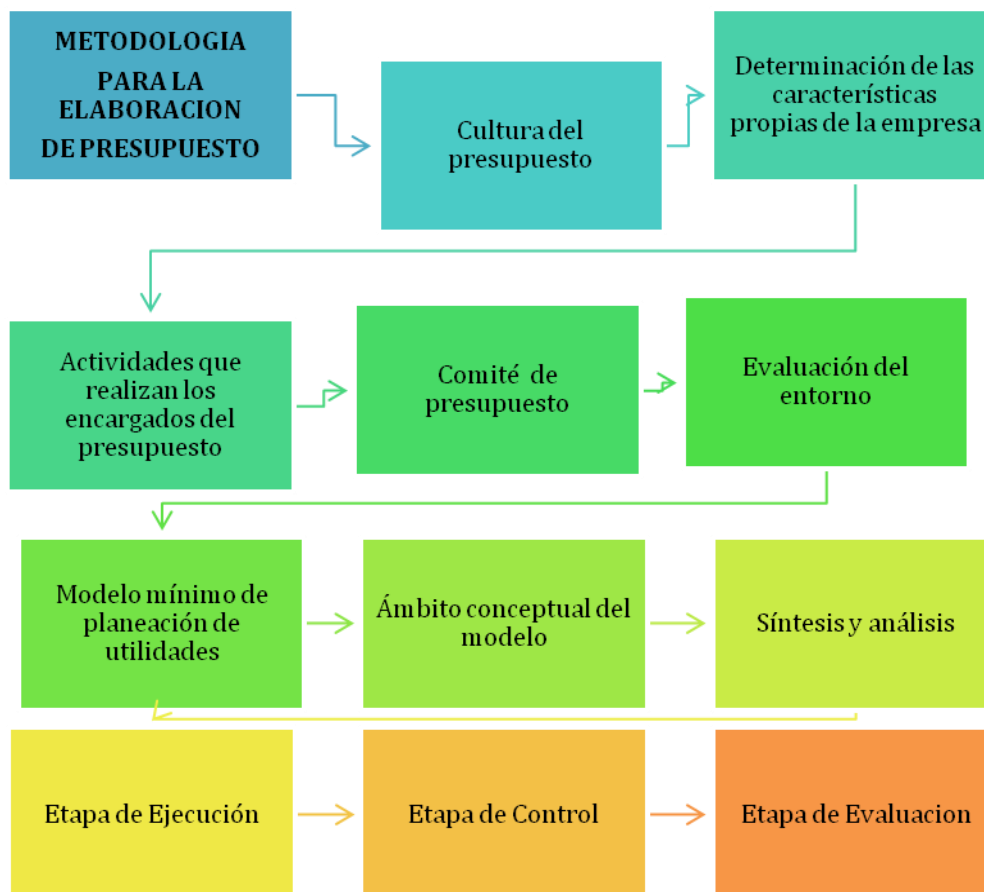 METODOLOGIA
PARA LA
ELABORACION
DE PRESUPUESTO
Cultura del
presupuesto
Determinación de las
características
propias de la empresa
Actividades que
realizan los
encargados del
presupuesto
Comité de
presupuesto
Evaluación del
entorno
Modelo mínimo de
planeación de
utilidades
Ámbito conceptual del
modelo
Síntesis y análisis
Etapa de Ejecución
Etapa de Control
Etapa de Evaluacion